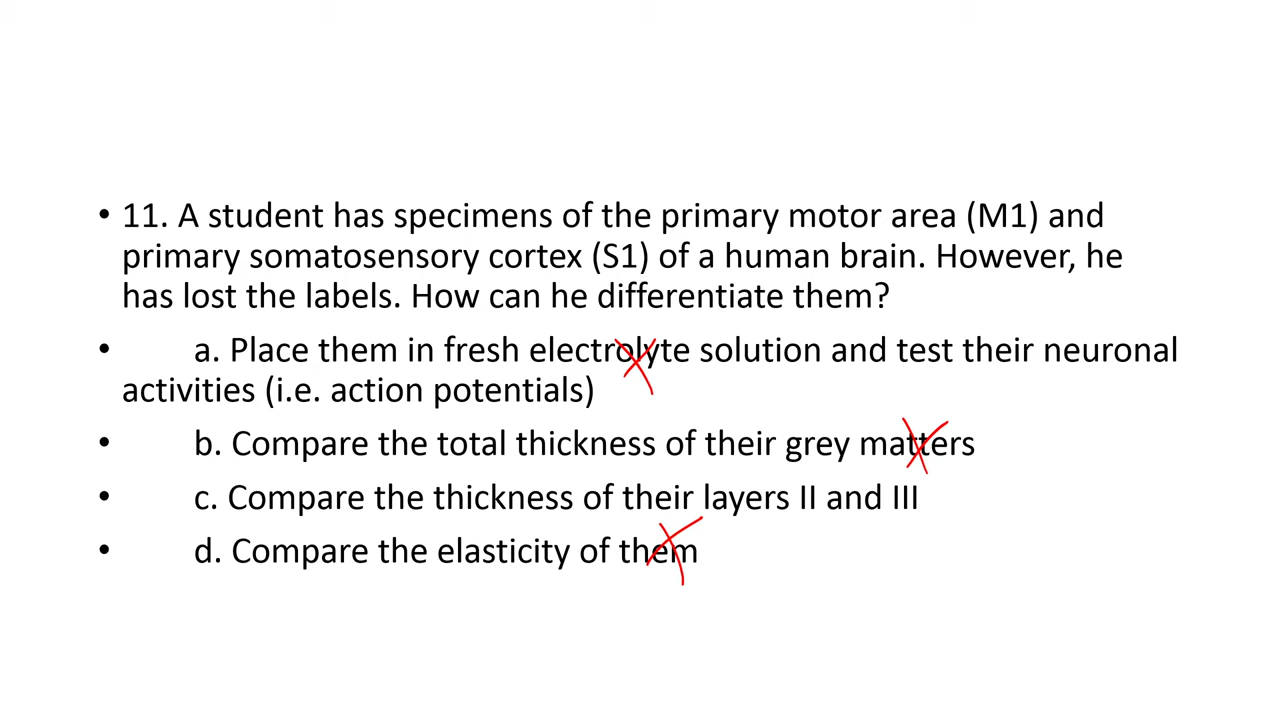 • 11. A student has specimens of the primary motor area (M1) and
primary somatosensory cortex (S1) of a human brain. However, he
has lost the labels. How can he differentiate them?
• a. Place them in fresh electrolyte solution and test their neuronal
activities (i.e. action potentials)
• b. Compare the total thickness of their grey matters
• c. Compare the thickness of their layers II and III
• d. Compare the elasticity of them